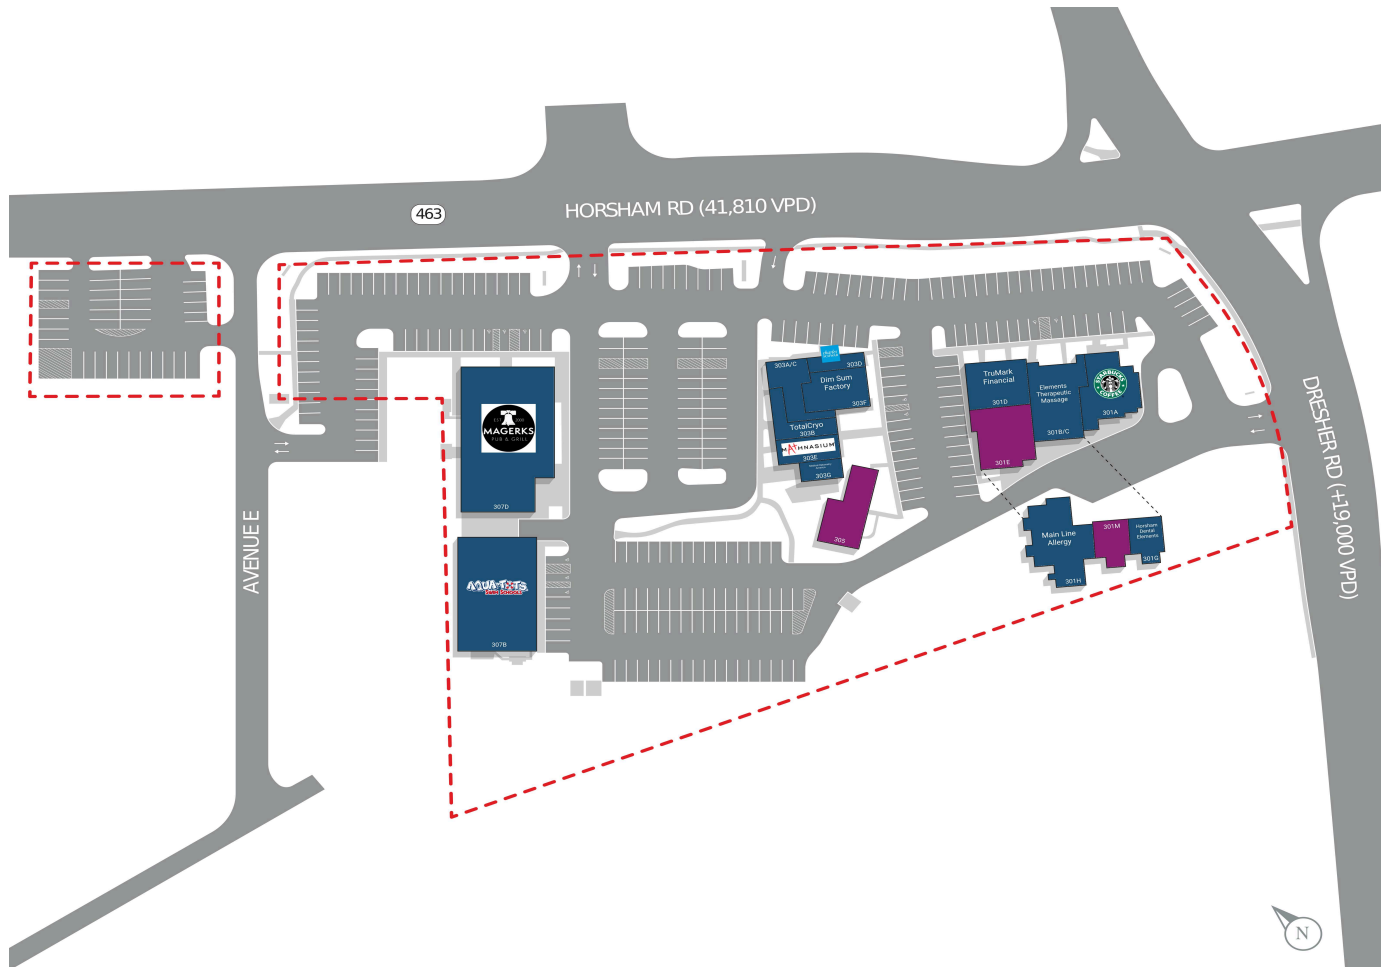 463
HORSHAM RD (41,810 VPD)
DRESHER RD (+19,000 VPD)
AVENUE E
MAGERKS
PUB & GRILL
307D
AQUA-TOTS
SWIM SCHOOLS
307B
303A/C
303D
Dim Sum
Factory
303F
TotalCryo
303B
MATHNASIUM
303E
303G
305
TruMark
Financial
301D
301E
Elements
Therapeutic
Massage
301B/C
STARBUCKS
COFFEE
301A
Main Line
Allergy
301H
301M
Horsham
Dental
Elements
301G
N